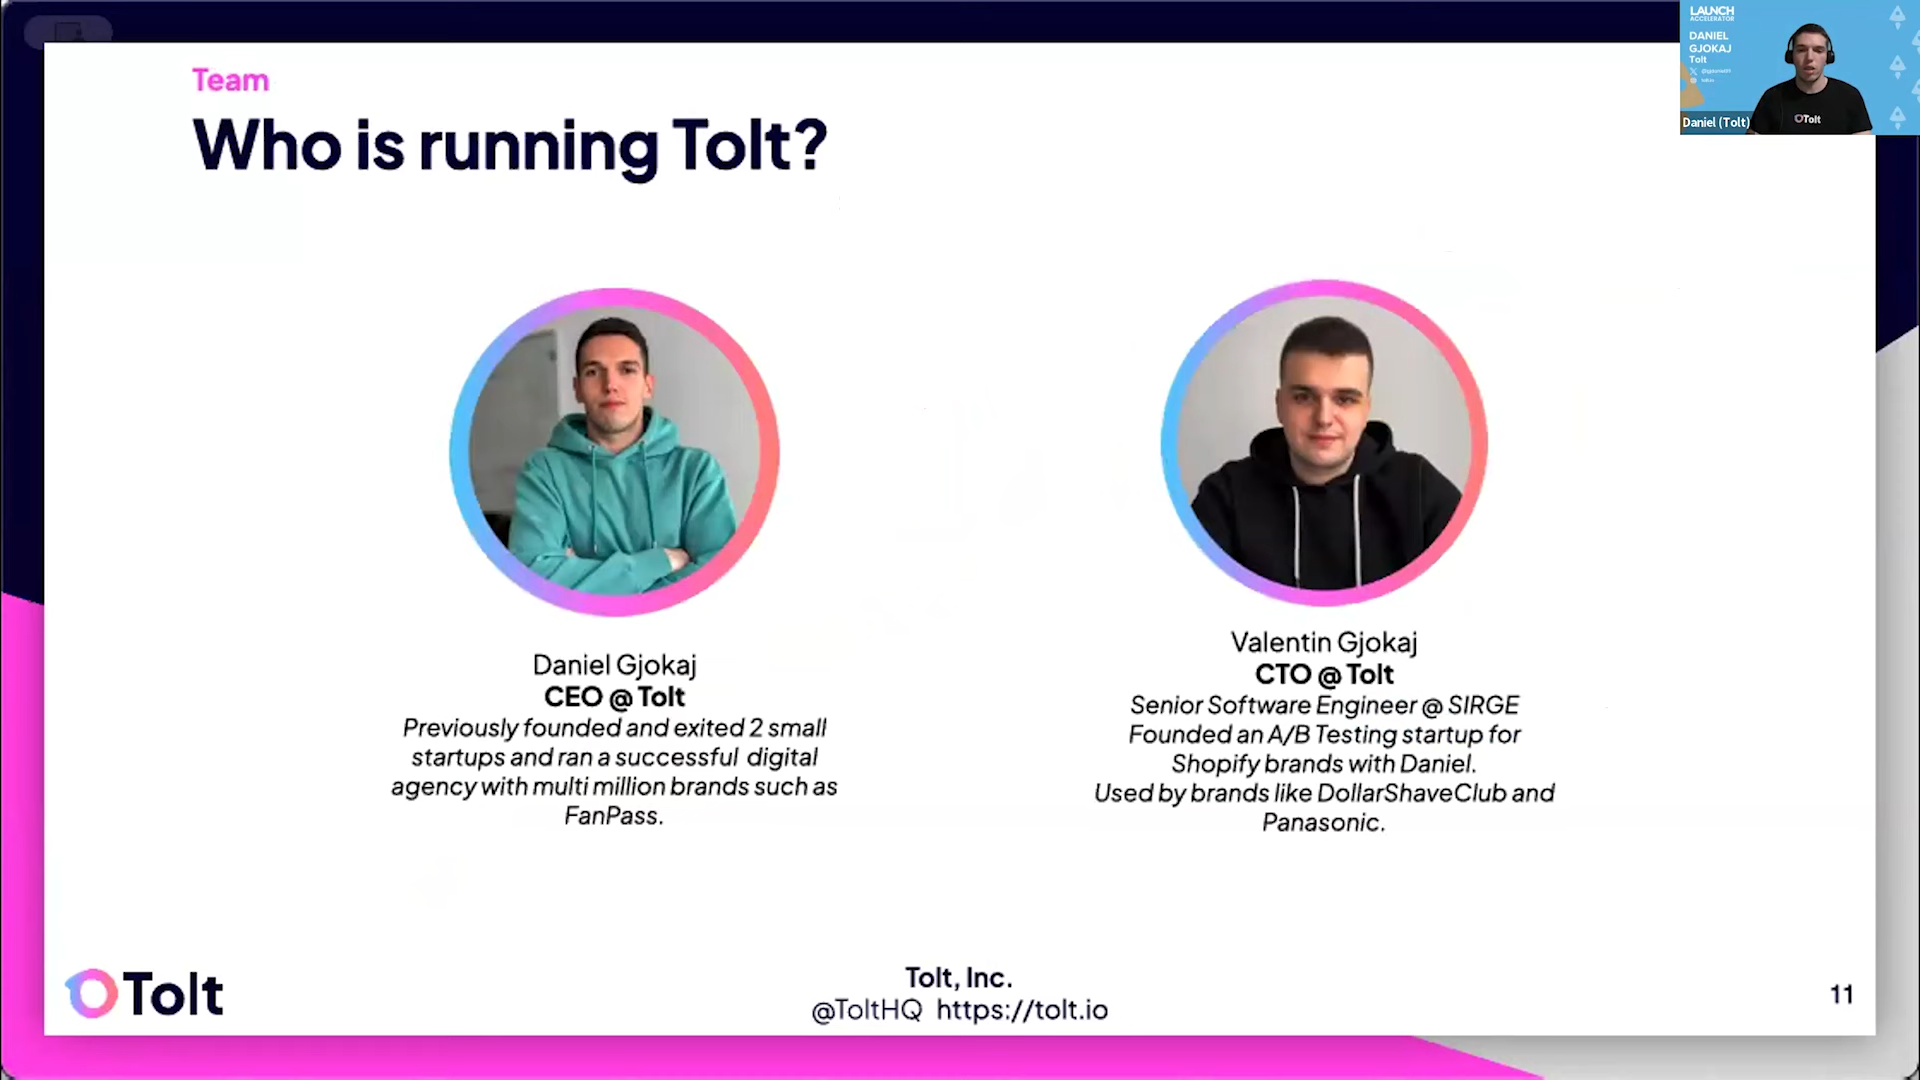 Team
Who is running Tolt?
LAUNCH
ACCELERATOR
DANIEL
GJOKAJ
Tolt
Tolt
Daniel (Tolt)
Daniel Gjokaj
CEO @ Tolt
Previously founded and exited 2 small
startups and ran a successful digital
agency with multi million brands such as
FanPass.
Valentin Gjokaj
CTO @ Tolt
Senior Software Engineer @ SIRGE
Founded an A/B Testing startup for
Shopify brands with Daniel.
Used by brands like DollarShaveClub and
Panasonic.
Tolt
Tolt, Inc.
@ToltHQ https://tolt.io
11